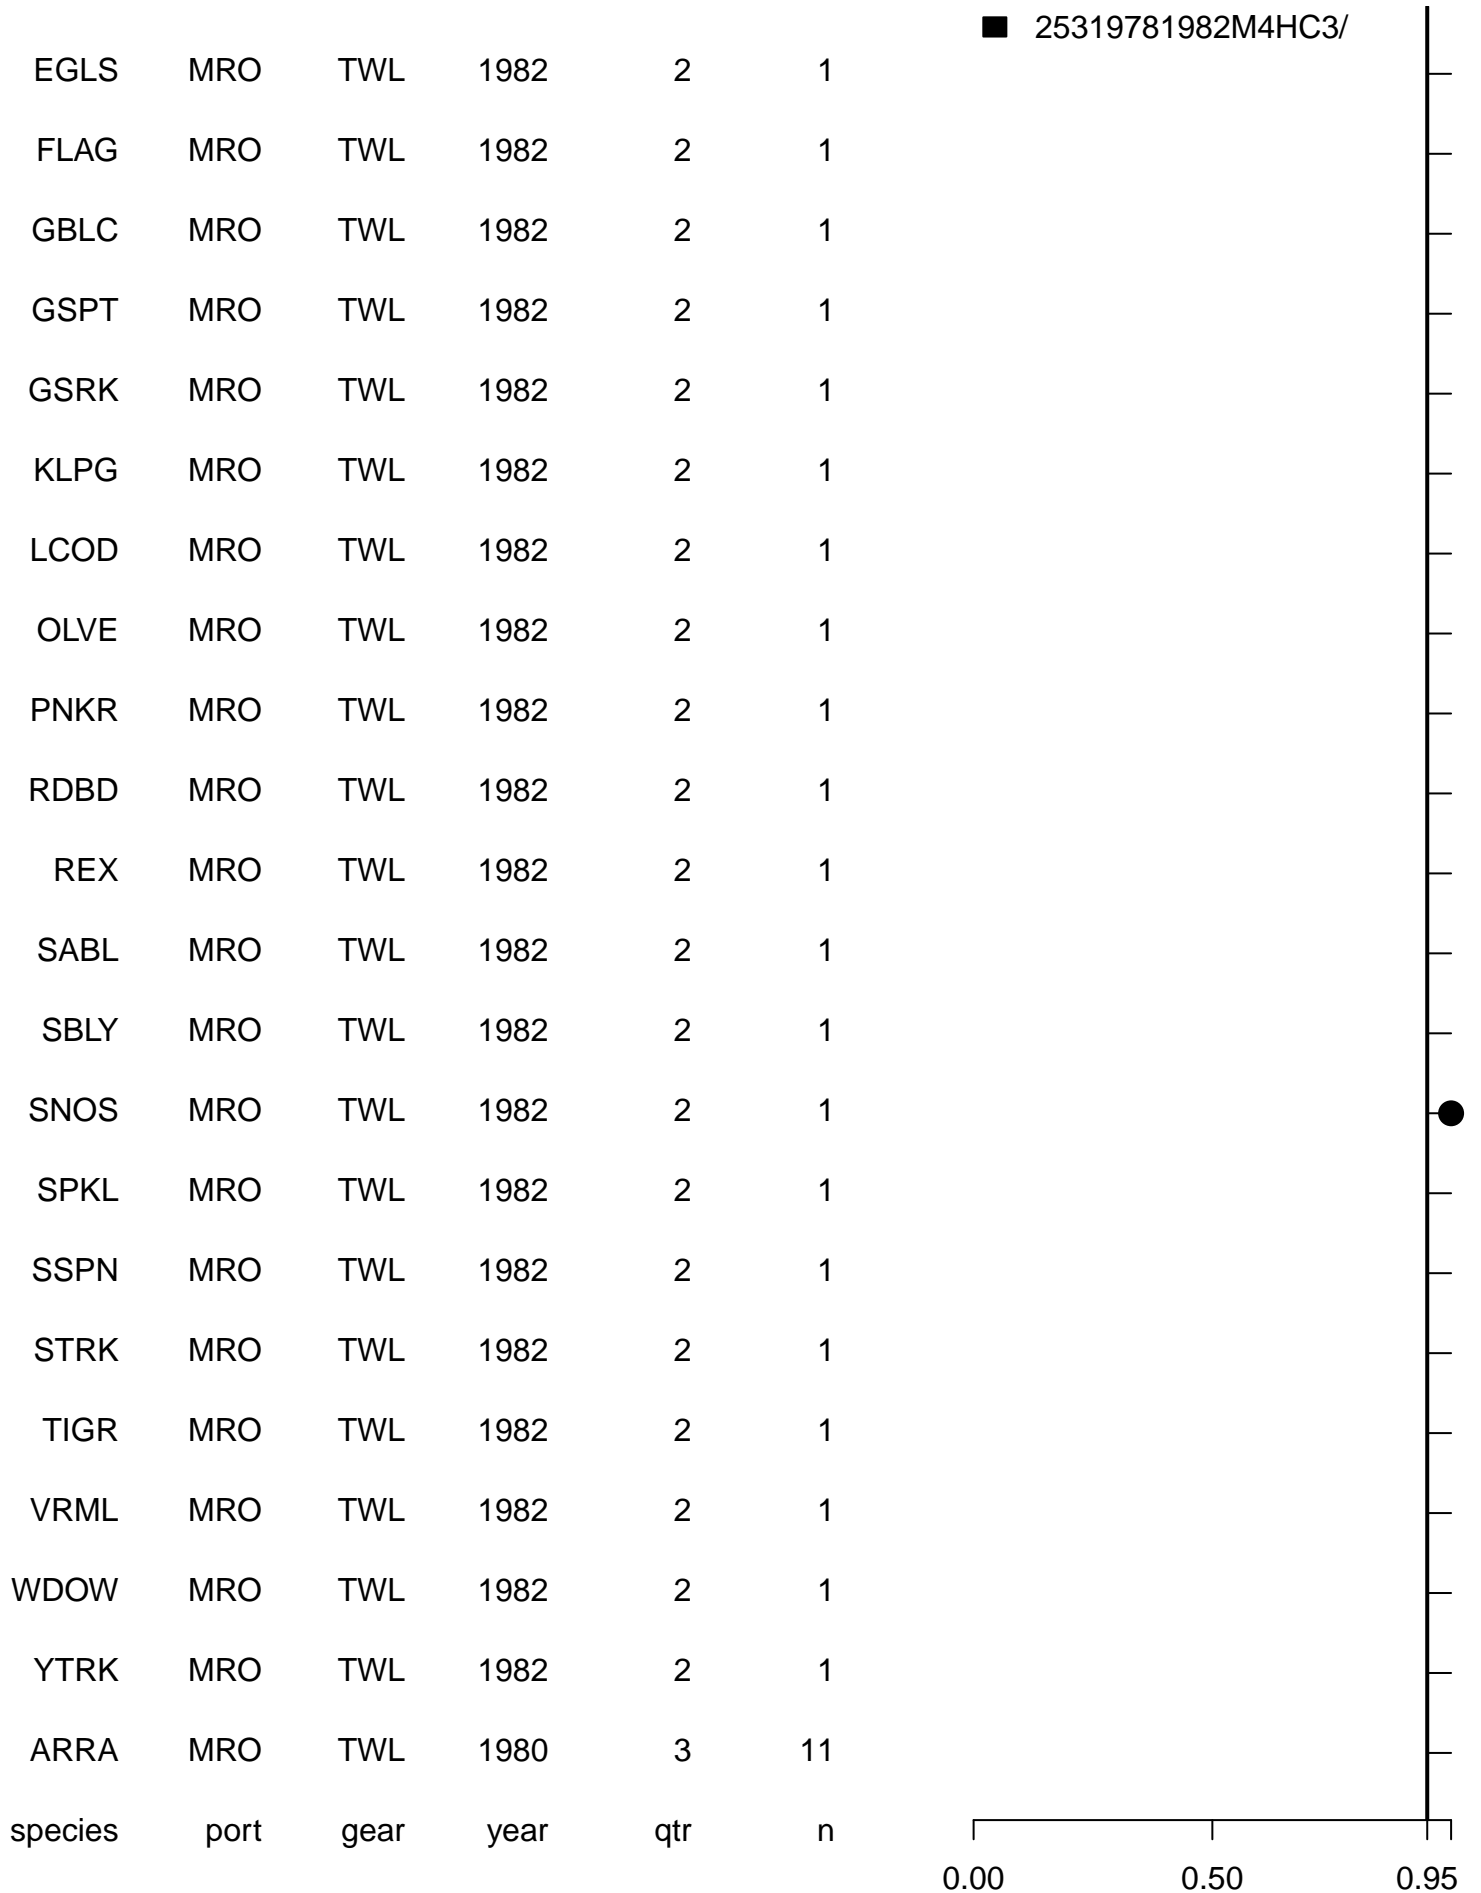 25319781982M4HC3/
EGLS MRO TWL 1982 2 1
FLAG MRO TWL 1982 2 1
GBLC MRO TWL 1982 2 1
GSPT MRO TWL 1982 2 1
GSRK MRO TWL 1982 2 1
KLPG MRO TWL 1982 2 1
LCOD MRO TWL 1982 2 1
OLVE MRO TWL 1982 2 1
PNKR MRO TWL 1982 2 1
RDBD MRO TWL 1982 2 1
REX MRO TWL 1982 2 1
SABL MRO TWL 1982 2 1
SBLY MRO TWL 1982 2 1
SNOS MRO TWL 1982 2 1
SPKL MRO TWL 1982 2 1
SSPN MRO TWL 1982 2 1
STRK MRO TWL 1982 2 1
TIGR MRO TWL 1982 2 1
VRML MRO TWL 1982 2 1
WDOW MRO TWL 1982 2 1
YTRK MRO TWL 1982 2 1
ARRA MRO TWL 1980 3 11
species port gear year qtr n
0.00 0.50 0.95